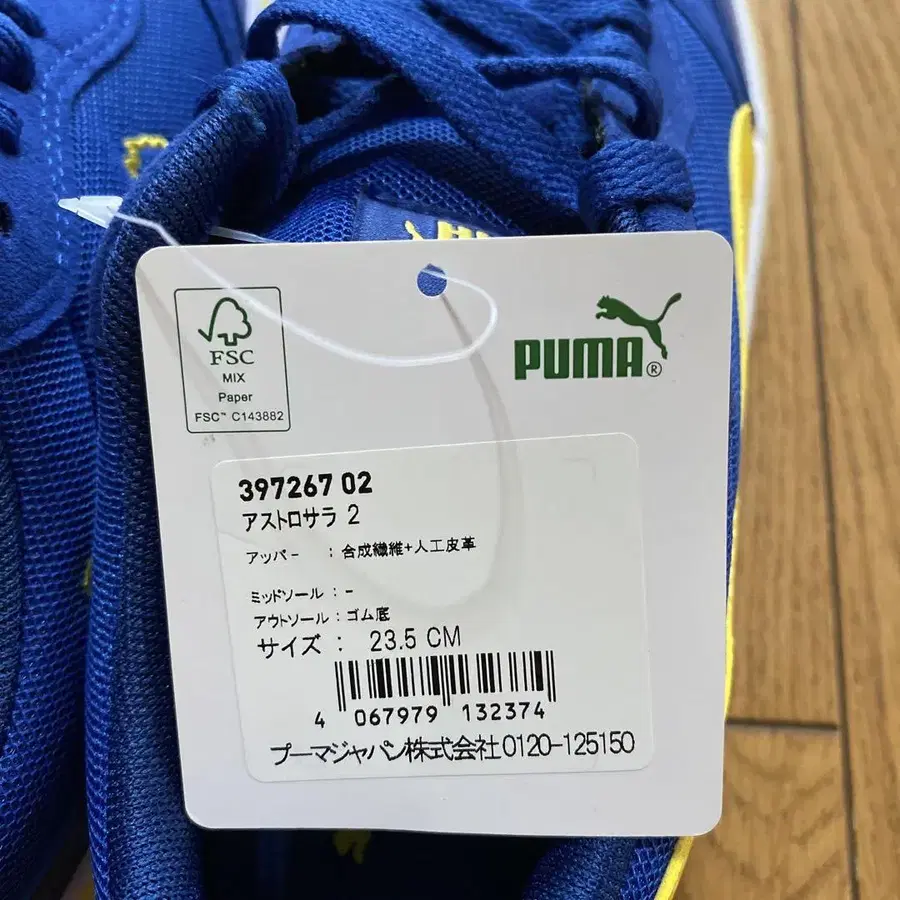 FSC
MIX
Paper
FSC™ C143882
PUMA®
397267 02
アストロサラ 2
アッパー : 合成繊維+人工皮革
ミッドソール : -
アウトソール : ゴム底
サイズ : 23.5 CM
4 067979 132374
プーマジャパン株式会社0120-125150